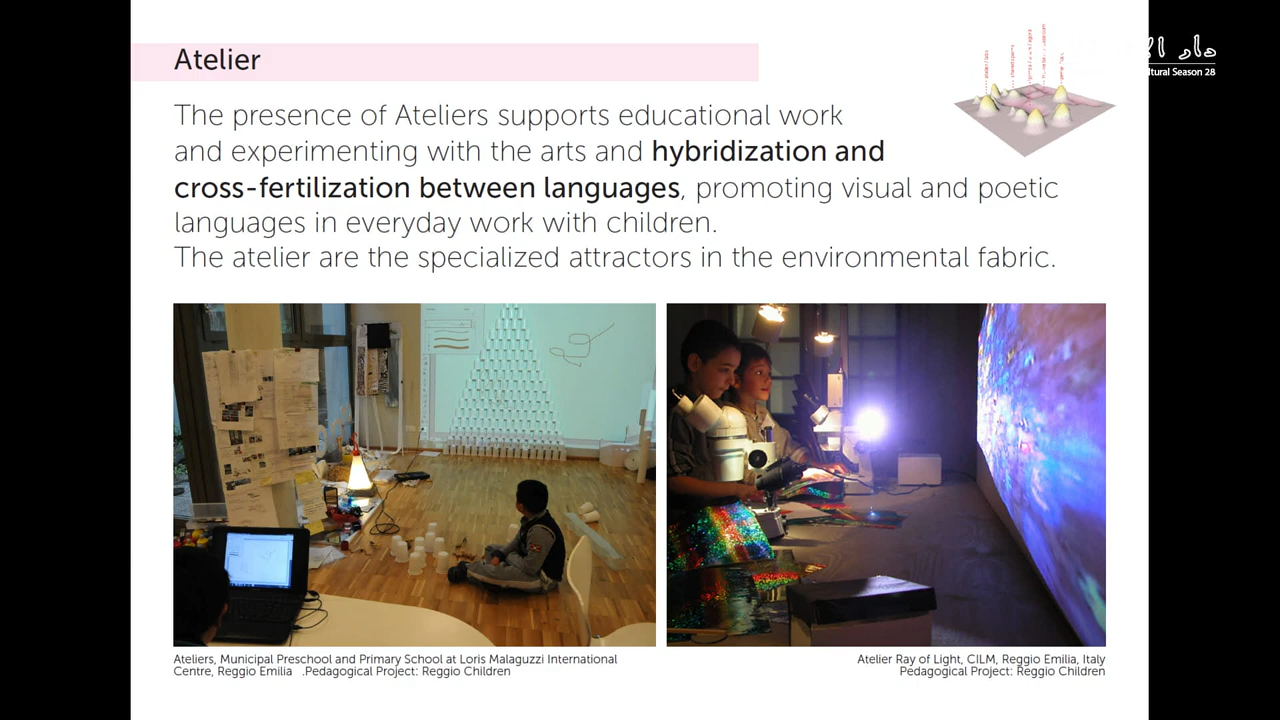 Atelier
دار
ltural Season 28
The presence of Ateliers supports educational work
and experimenting with the arts and hybridization and
cross-fertilization between languages, promoting visual and poetic
languages in everyday work with children.
The atelier are the specialized attractors in the environmental fabric.
Ateliers, Municipal Preschool and Primary School at Loris Malaguzzi International
Centre, Reggio Emilia .Pedagogical Project: Reggio Children
Atelier Ray of Light, CILM, Reggio Emilia, Italy
Pedagogical Project: Reggio Children